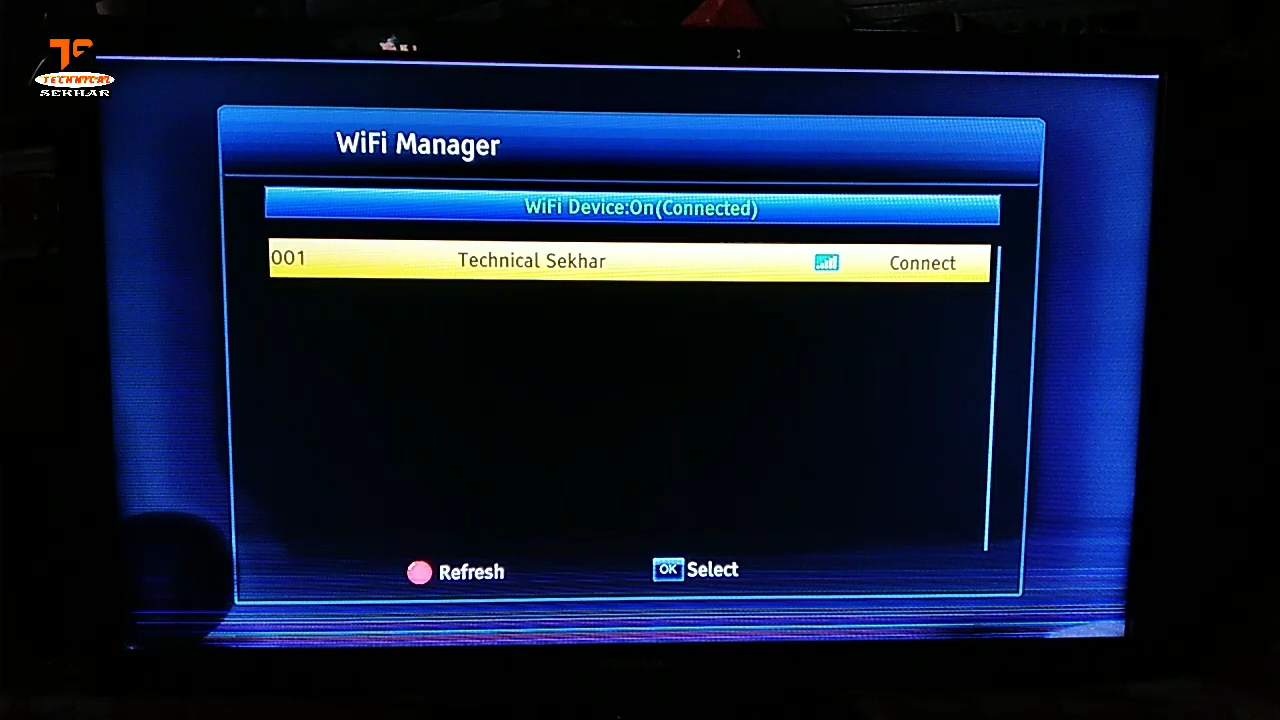 TECHNICAL
SEKHAR
WiFi Manager
WiFi Device:On(Connected)
001 Technical Sekhar Connect
Refresh
OK Select